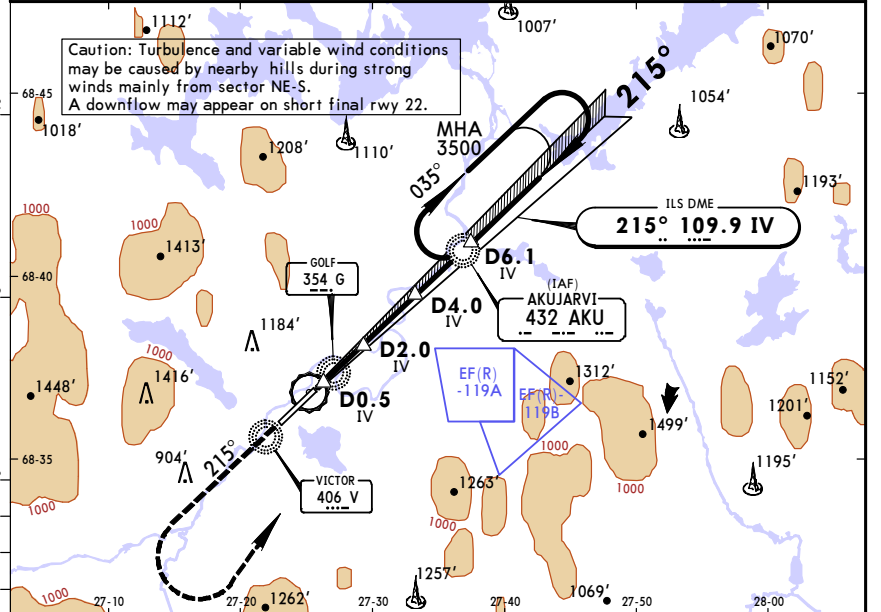 1112'
1007'
1070'
Caution: Turbulence and variable wind conditions
may be caused by nearby hills during strong
winds mainly from sector NE-S.
A downflow may appear on short final rwy 22.
215°
68-45
1018'
1208'
1110'
MHA
3500
1054'
035°
1193'
1000
1000
ILS DME
215° 109.9 IV
1413'
GOLF
354 G
D6.1
IV
68-40
(IAF)
AKUJARVI
432 AKU
D4.0
IV
1184'
D2.0
IV
1000
1448'
1416'
EF(R)
-119A
EF(R)-
119B
1312'
1152'
D0.5
IV
1201'
1499'
215°
904'
68-35
1000
1195'
VICTOR
406 V
1263'
1000
1000
1000
1257'
1069'
1000
1262'
27-10
27-20
27-30
27-40
27-50
28-00